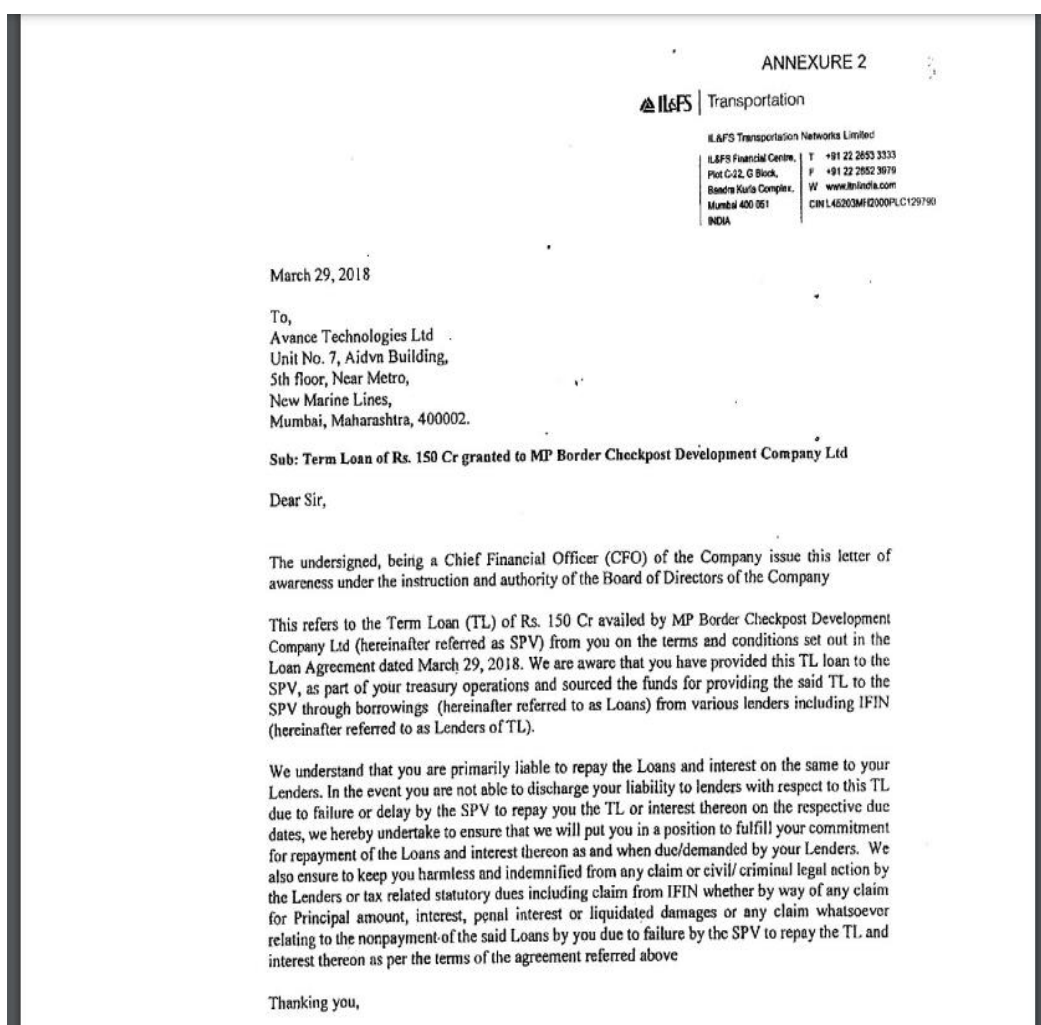 ANNEXURE 2
IL&FS | Transportation
IL&FS Transportation Networks Limited
IL&FS Financial Centre,
Plot C-22, G Block,
Bandra Kurla Complex,
Mumbai 400 051
INDIA
T +91 22 2653 3333
F +91 22 2652 3979
W www.itnlindia.com
CIN L45203MH2000PLC129790
March 29, 2018
To,
Avance Technologies Ltd
Unit No. 7, Aidvn Building,
5th floor, Near Metro,
New Marine Lines,
Mumbai, Maharashtra, 400002.
Sub: Term Loan of Rs. 150 Cr granted to MP Border Checkpost Development Company Ltd
Dear Sir,
The undersigned, being a Chief Financial Officer (CFO) of the Company issue this letter of
awareness under the instruction and authority of the Board of Directors of the Company
This refers to the Term Loan (TL) of Rs. 150 Cr availed by MP Border Checkpost Development
Company Ltd (hereinafter referred as SPV) from you on the terms and conditions set out in the
Loan Agreement dated March 29, 2018. We are aware that you have provided this TL loan to the
SPV, as part of your treasury operations and sourced the funds for providing the said TL to the
SPV through borrowings (hereinafter referred to as Loans) from various lenders including IFIN
(hereinafter referred to as Lenders of TL).
We understand that you are primarily liable to repay the Loans and interest on the same to your
Lenders. In the event you are not able to discharge your liability to lenders with respect to this TL
due to failure or delay by the SPV to repay you the TL or interest thereon on the respective due
dates, we hereby undertake to ensure that we will put you in a position to fulfill your commitment
for repayment of the Loans and interest thereon as and when due/demanded by your Lenders. We
also ensure to keep you harmless and indemnified from any claim or civil/ criminal legal action by
the Lenders or tax related statutory dues including claim from IFIN whether by way of any claim
for Principal amount, interest, penal interest or liquidated damages or any claim whatsoever
relating to the nonpayment of the said Loans by you due to failure by the SPV to repay the TL and
interest thereon as per the terms of the agreement referred above
Thanking you,